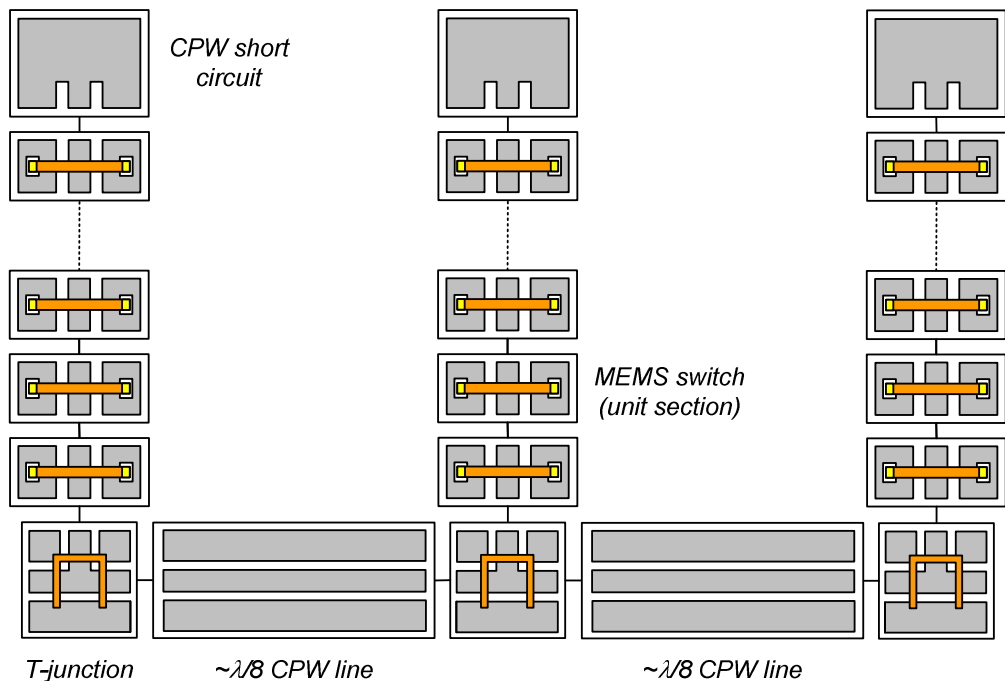 CPW short
circuit
MEMS switch
(unit section)
T-junction
~λ/8 CPW line
~λ/8 CPW line